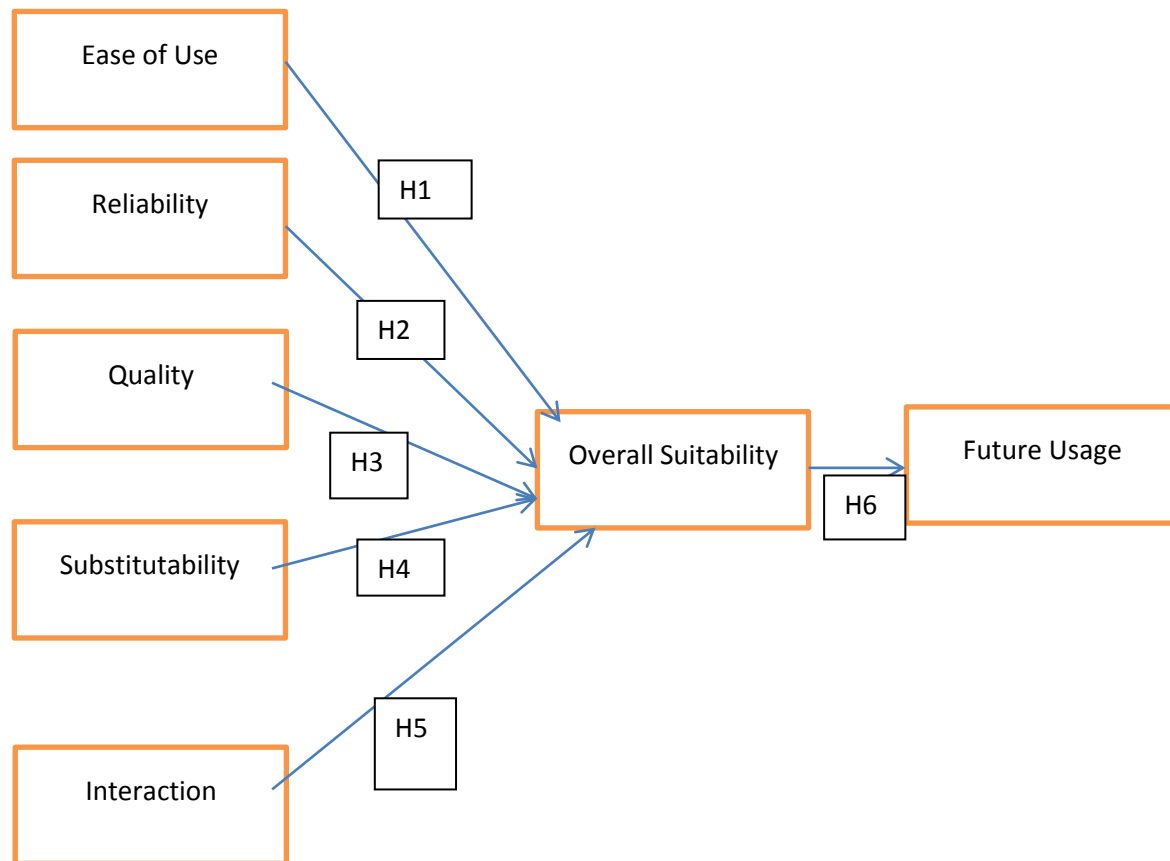 Ease of Use
H1
Reliability
H2
Quality
H3
Overall Suitability
Future Usage
H6
Substitutability
H4
H5
Interaction